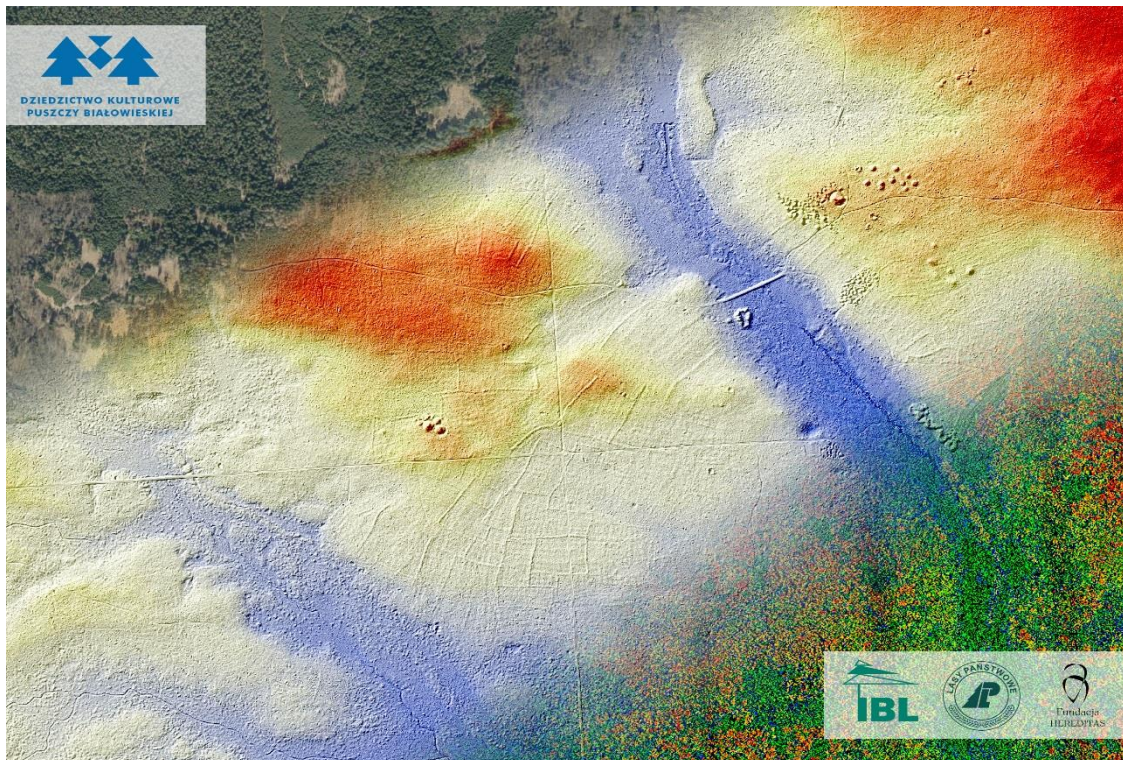 DZIEDZICTWO KULTUROWE
PUSZCZY BIAŁOWIESKIEJ
IBL
LASY PAŃSTWOWE
Fundacja
HEREDITAS